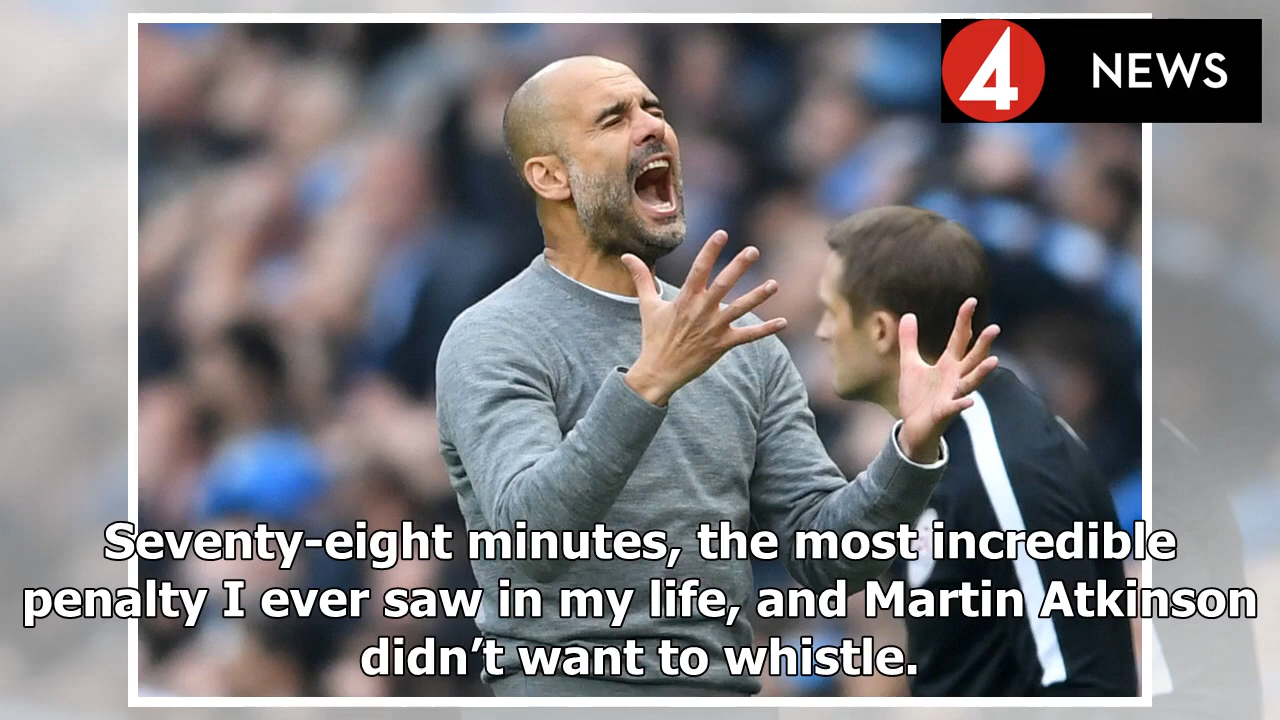 4 NEWS
Seventy-eight minutes, the most incredible
penalty I ever saw in my life, and Martin Atkinson
didn’t want to whistle.